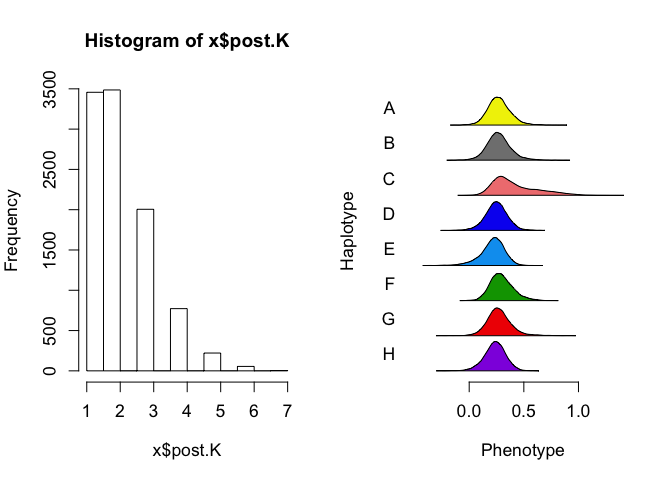 Histogram of x$post.K
Frequency
0
500
1500
2500
3500
1 2 3 4 5 6 7
x$post.K
Haplotype
A
B
C
D
E
F
G
H
0.0 0.5 1.0
Phenotype